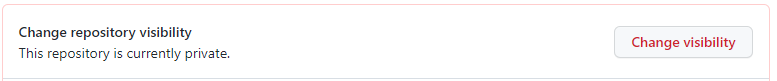 Change repository visibility
This repository is currently private.
Change visibility